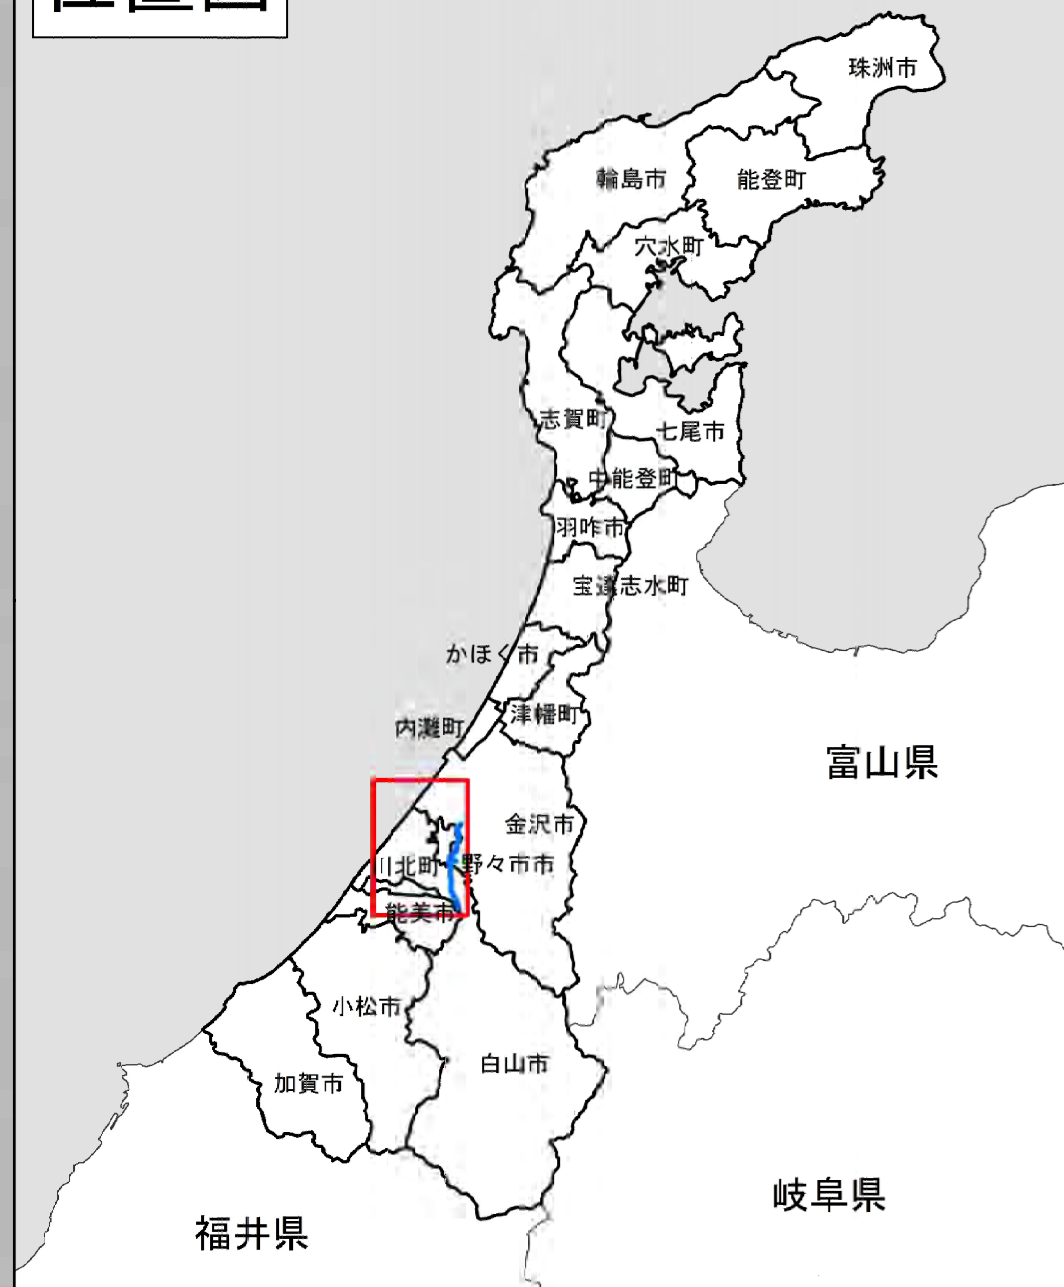 位置図
珠洲市
輪島市
能登町
穴水町
志賀町
七尾市
中能登町
羽咋市
宝達志水町
かほく市
内灘町
津幡町
富山県
金沢市
川北町
野々市市
能美市
小松市
白山市
加賀市
岐阜県
福井県